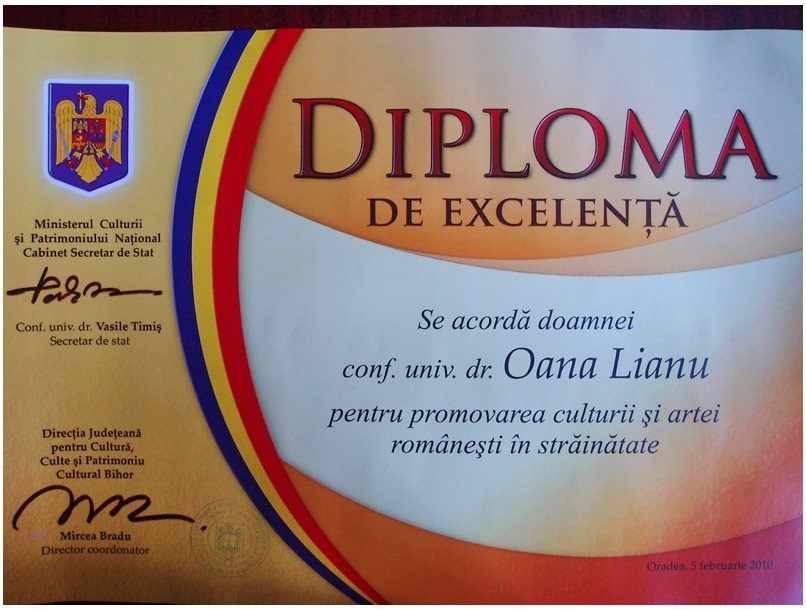 DIPLOMA
DE EXCELENȚĂ
Ministerul Culturii
și Patrimoniului Național
Cabinet Secretar de Stat
Conf. univ. dr. Vasile Timiș
Secretar de stat
Se acordă doamnei
conf. univ. dr. Oana Lianu
pentru promovarea culturii şi artei
româneşti în străinătate
Direcția Județeană
pentru Cultură,
Culte și Patrimoniu
Cultural Bihor
Mircea Bradu
Director coordonator
Oradea, 5 februarie 2010